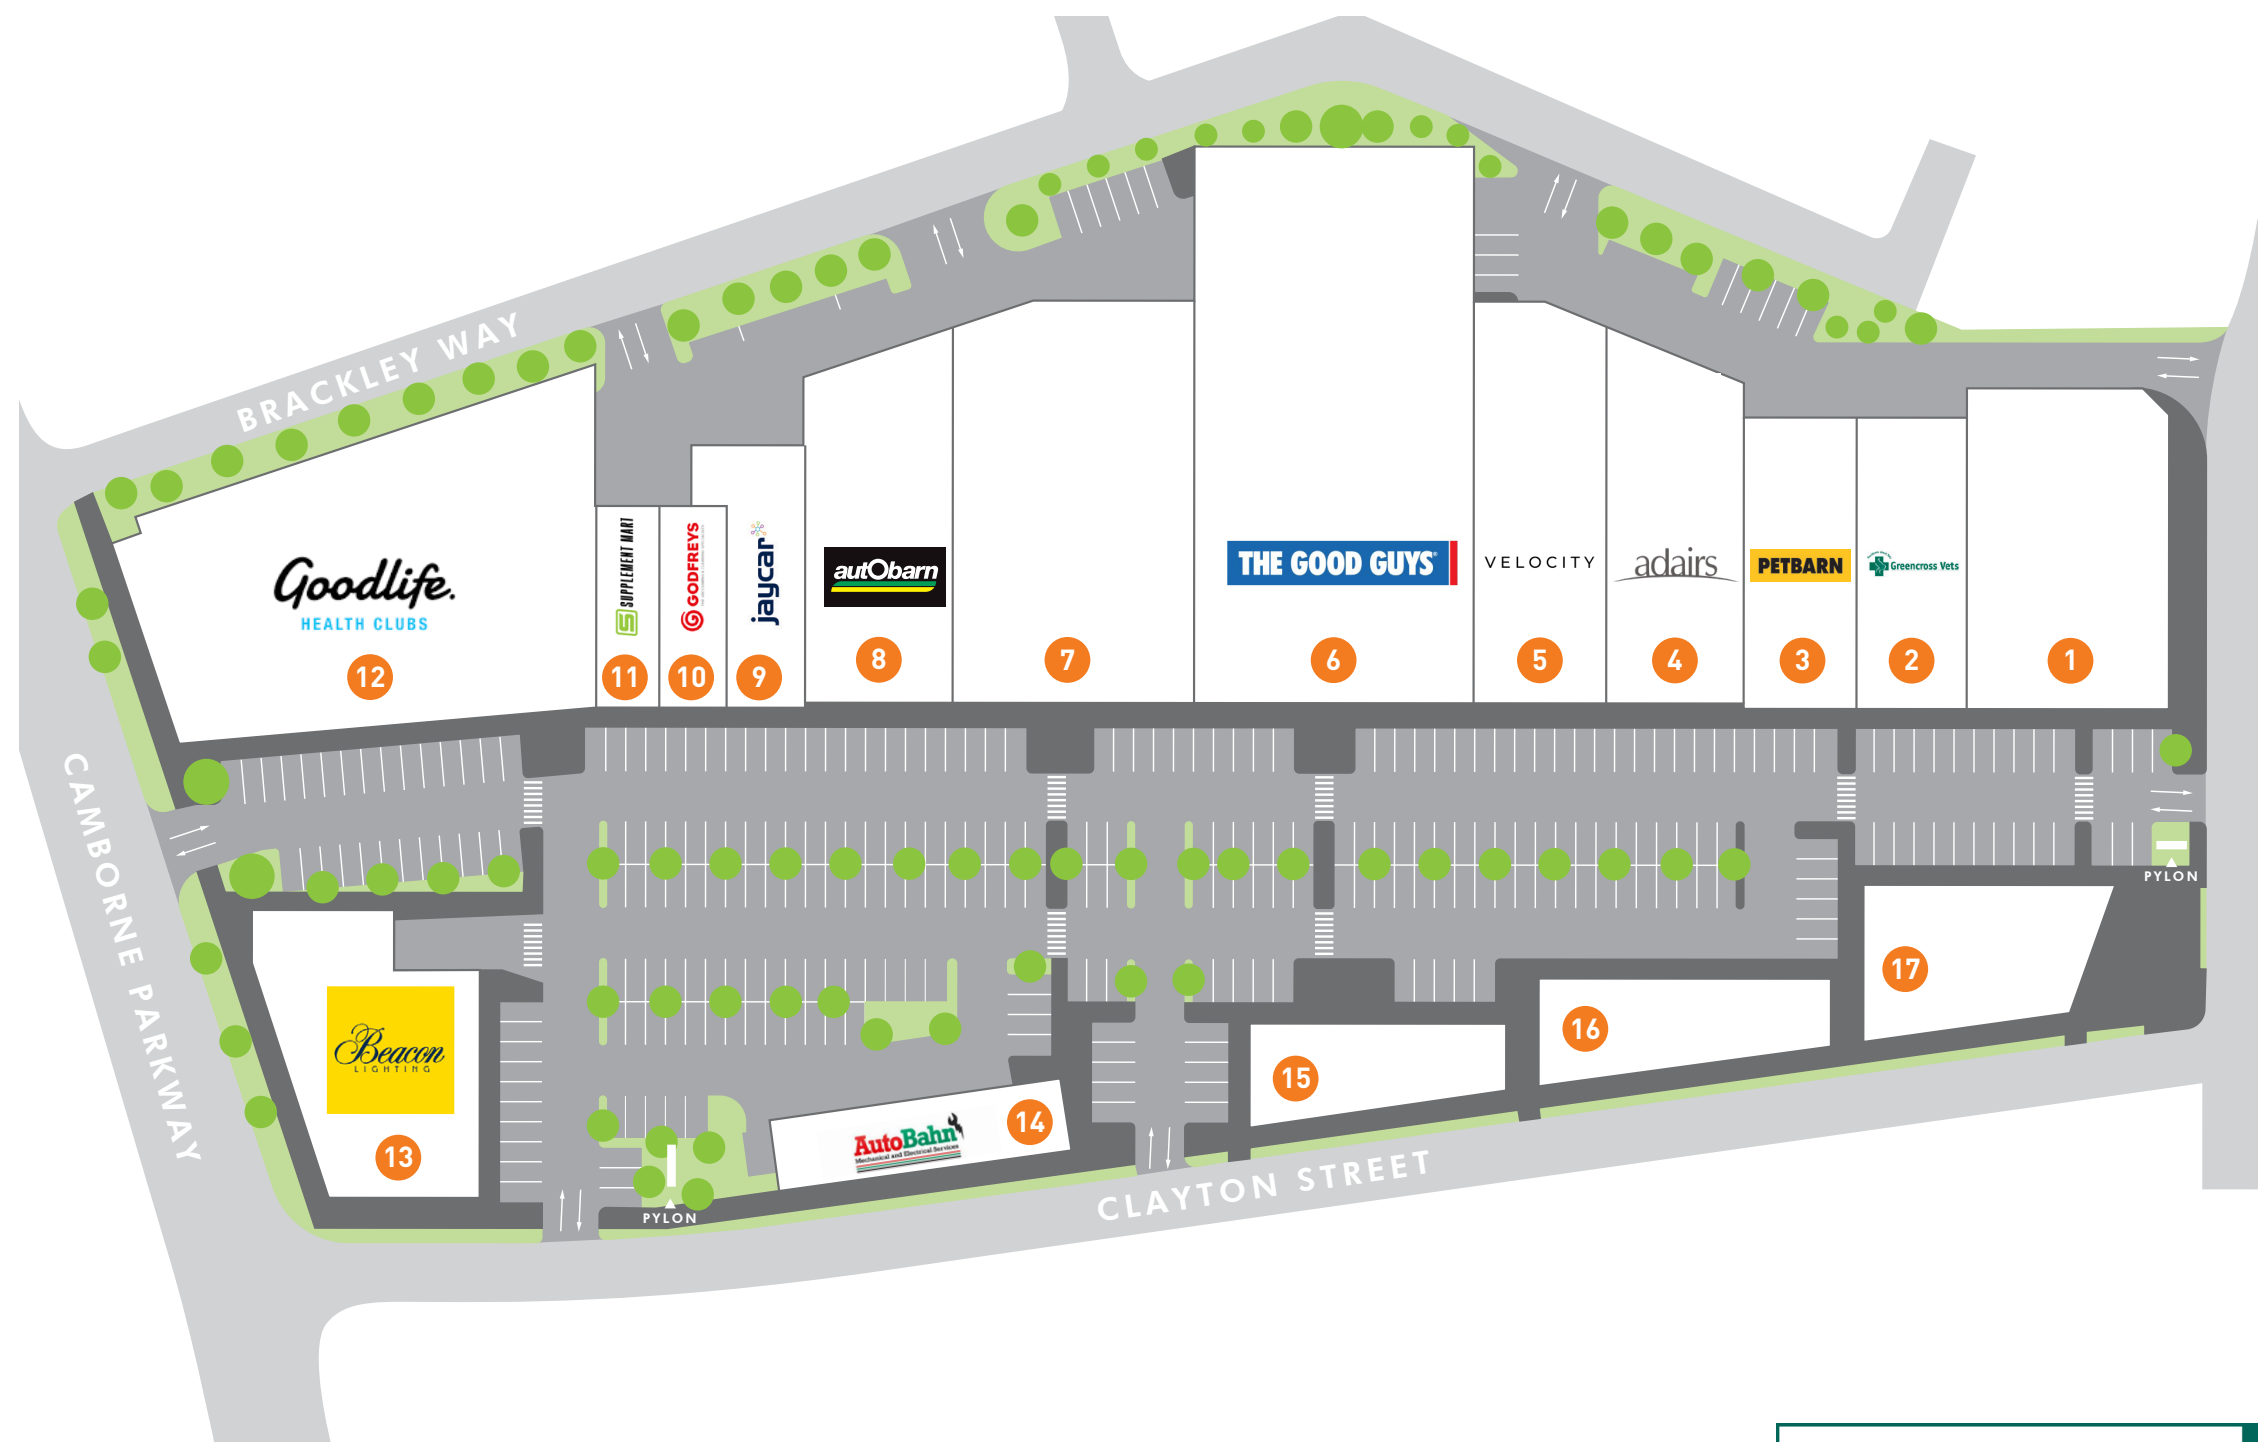 BRACKLEY WAY
Goodlife.
HEALTH CLUBS
12
SUPPLEMENT MART
11
GODFREYS
10
jaycar
9
autObarn
8
7
THE GOOD GUYS
6
VELOCITY
5
adairs
4
PETBARN
3
Greencross Vets
2
1
CAMBORNE PARKWAY
PYLON
Beacon
LIGHTING
13
PYLON
AutoBahn
Mechanical and Electrical Services
14
15
16
17
CLAYTON STREET